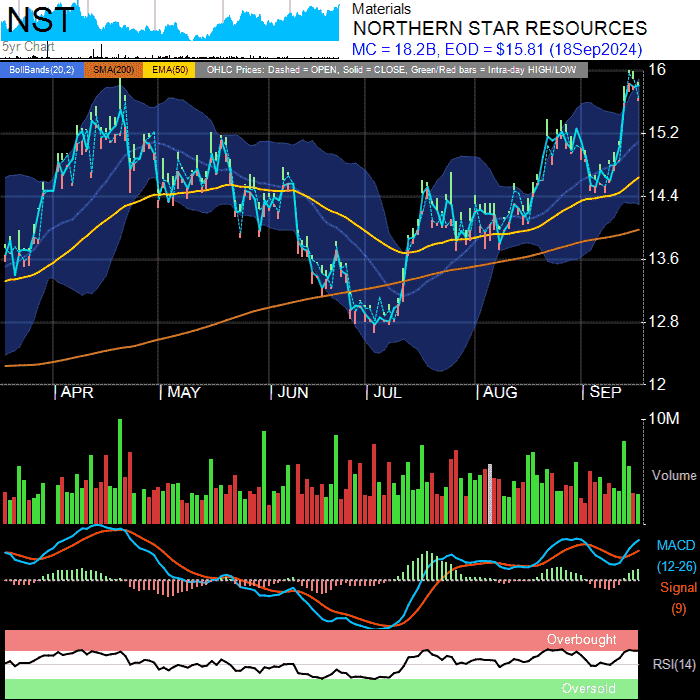 NST
5yr Chart
Materials
NORTHERN STAR RESOURCES
MC = 18.2B, EOD = $15.81 (18Sep2024)
BollBands(20,2) SMA(200) EMA(50) OHLC Prices: Dashed = OPEN, Solid = CLOSE, Green/Red bars = Intra-day HIGH/LOW
16
15.2
14.4
13.6
12.8
12
APR MAY JUN JUL AUG SEP
10M
Volume
MACD
(12-26)
Signal
(9)
Overbought
RSI(14)
Oversold